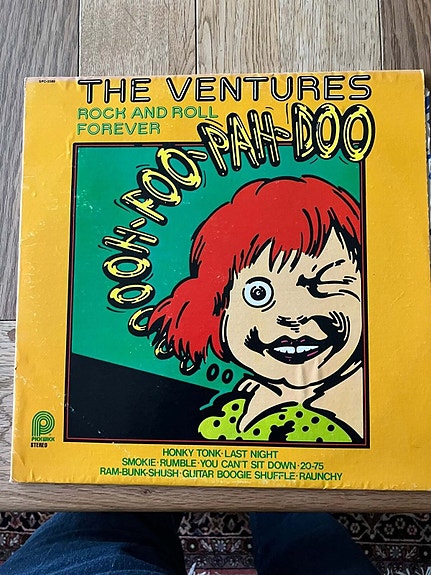 THE VENTURES
ROCK AND ROLL
FOREVER
OOH-POO-PAH-DOO
PICKWICK
STEREO
HONKY TONK·LAST NIGHT
SMOKIE·RUMBLE·YOU CAN'T SIT DOWN·20-75
RAM-BUNK-SHUSH·GUITAR BOOGIE SHUFFLE·RAUNCHY